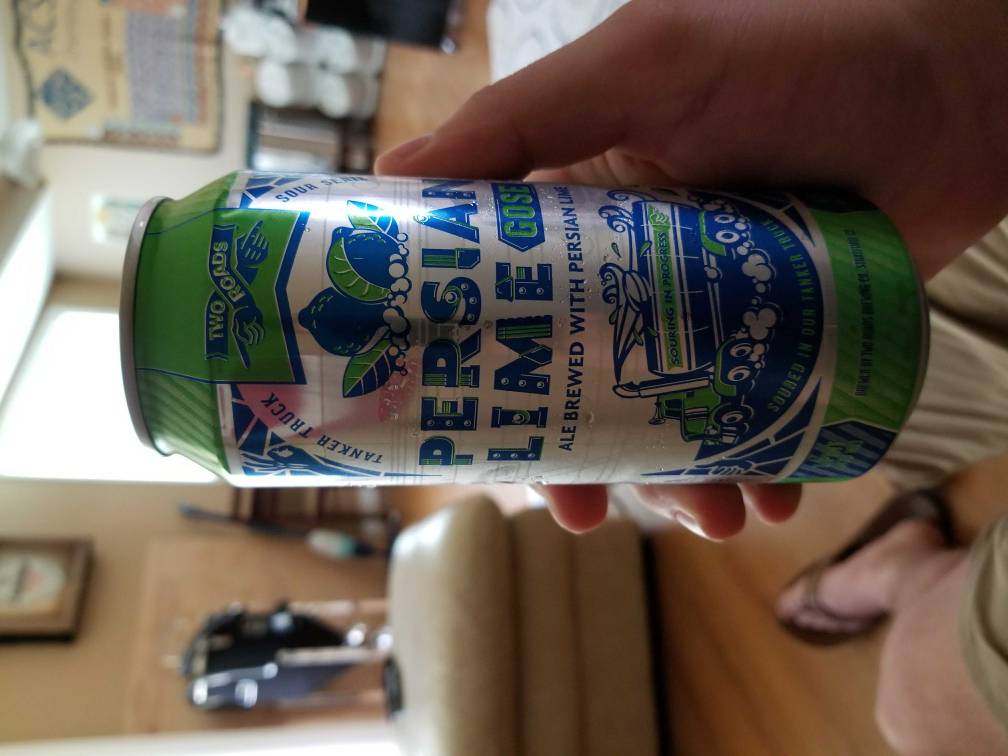 TWO ROADS
TANKER TRUCK
SOUR SERIES
PERSIAN
LIME GOSE
ALE BREWED WITH PERSIAN LIME
SOURING IN PROGRESS
SOURED IN OUR TANKER TRUCK